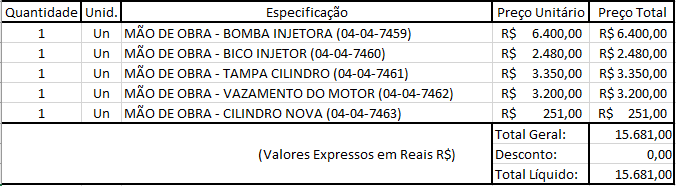 Quantidade Unid. Especificação Preço Unitário Preço Total
1 Un MÃO DE OBRA - BOMBA INJETORA (04-04-7459) R$ 6.400,00 R$ 6.400,00
1 Un MÃO DE OBRA - BICO INJETOR (04-04-7460) R$ 2.480,00 R$ 2.480,00
1 Un MÃO DE OBRA - TAMPA CILINDRO (04-04-7461) R$ 3.350,00 R$ 3.350,00
1 Un MÃO DE OBRA - VAZAMENTO DO MOTOR (04-04-7462) R$ 3.200,00 R$ 3.200,00
1 Un MÃO DE OBRA - CILINDRO NOVA (04-04-7463) R$ 251,00 R$ 251,00
Total Geral: 15.681,00
(Valores Expressos em Reais R$) Desconto: 0,00
Total Líquido: 15.681,00